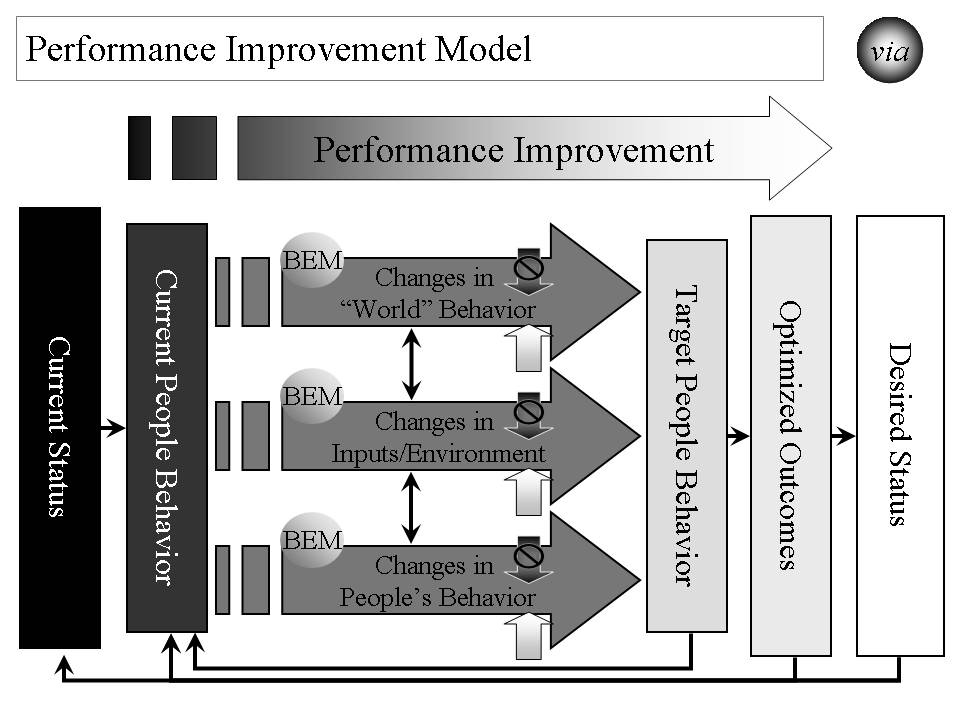 Performance Improvement Model
via
Performance Improvement
Current Status
Current People Behavior
BEM
Changes in
“World” Behavior
BEM
Changes in
Inputs/Environment
BEM
Changes in
People’s Behavior
Target People Behavior
Optimized Outcomes
Desired Status